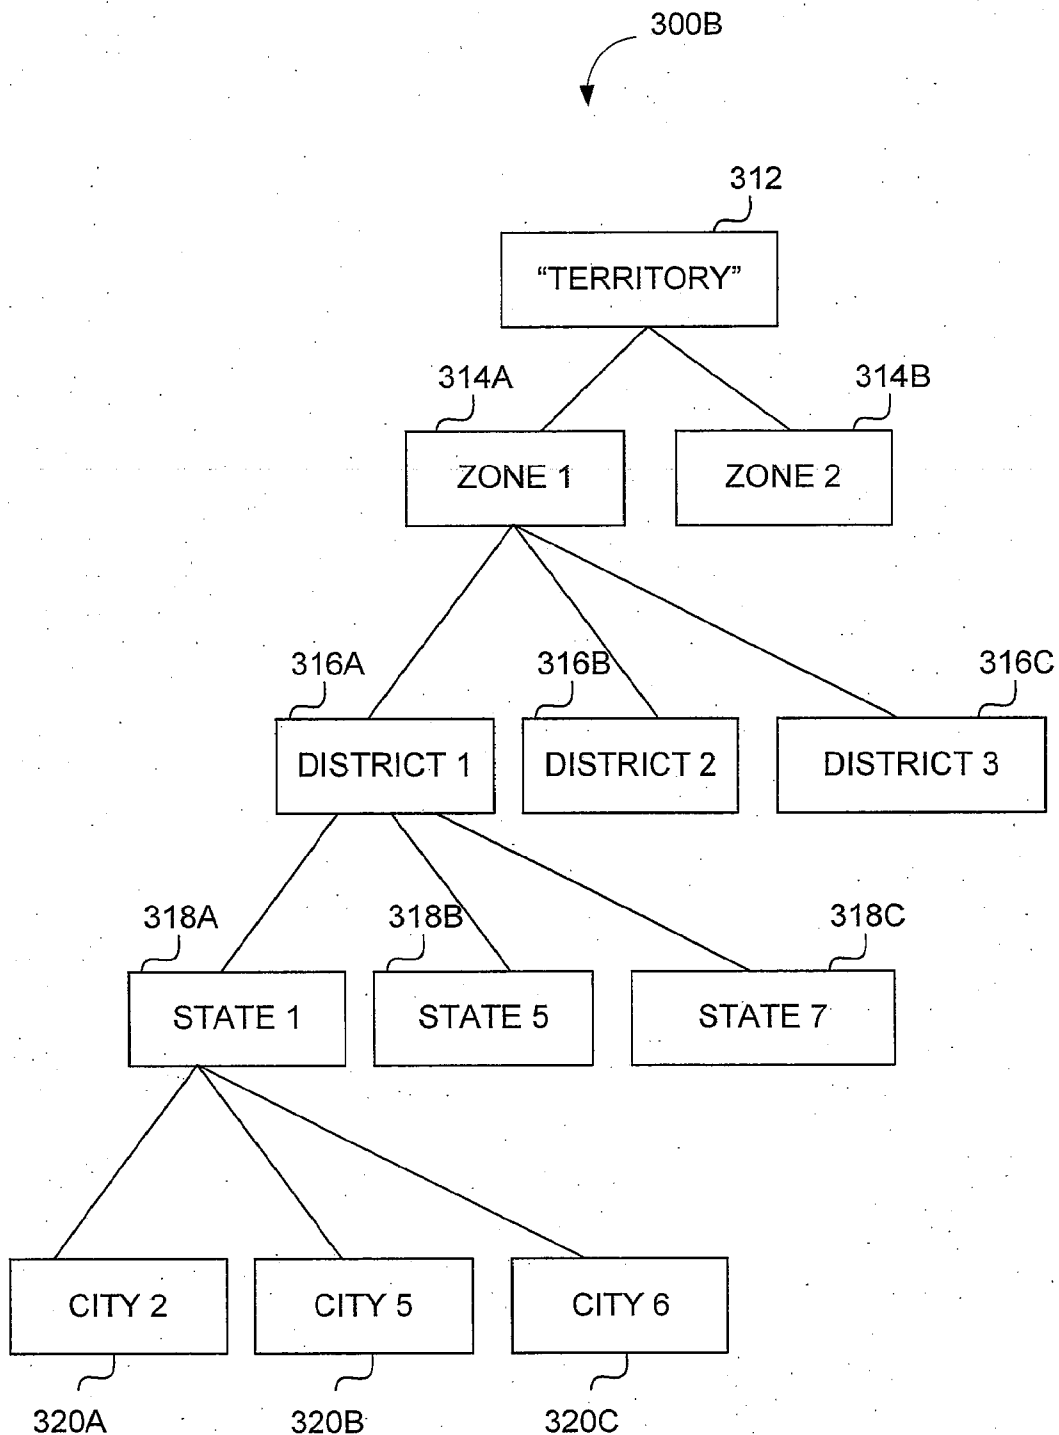 300B
312
“TERRITORY”
314A
314B
ZONE 1
ZONE 2
316A
316B
316C
DISTRICT 1
DISTRICT 2
DISTRICT 3
318A
318B
318C
STATE 1
STATE 5
STATE 7
CITY 2
CITY 5
CITY 6
320A
320B
320C